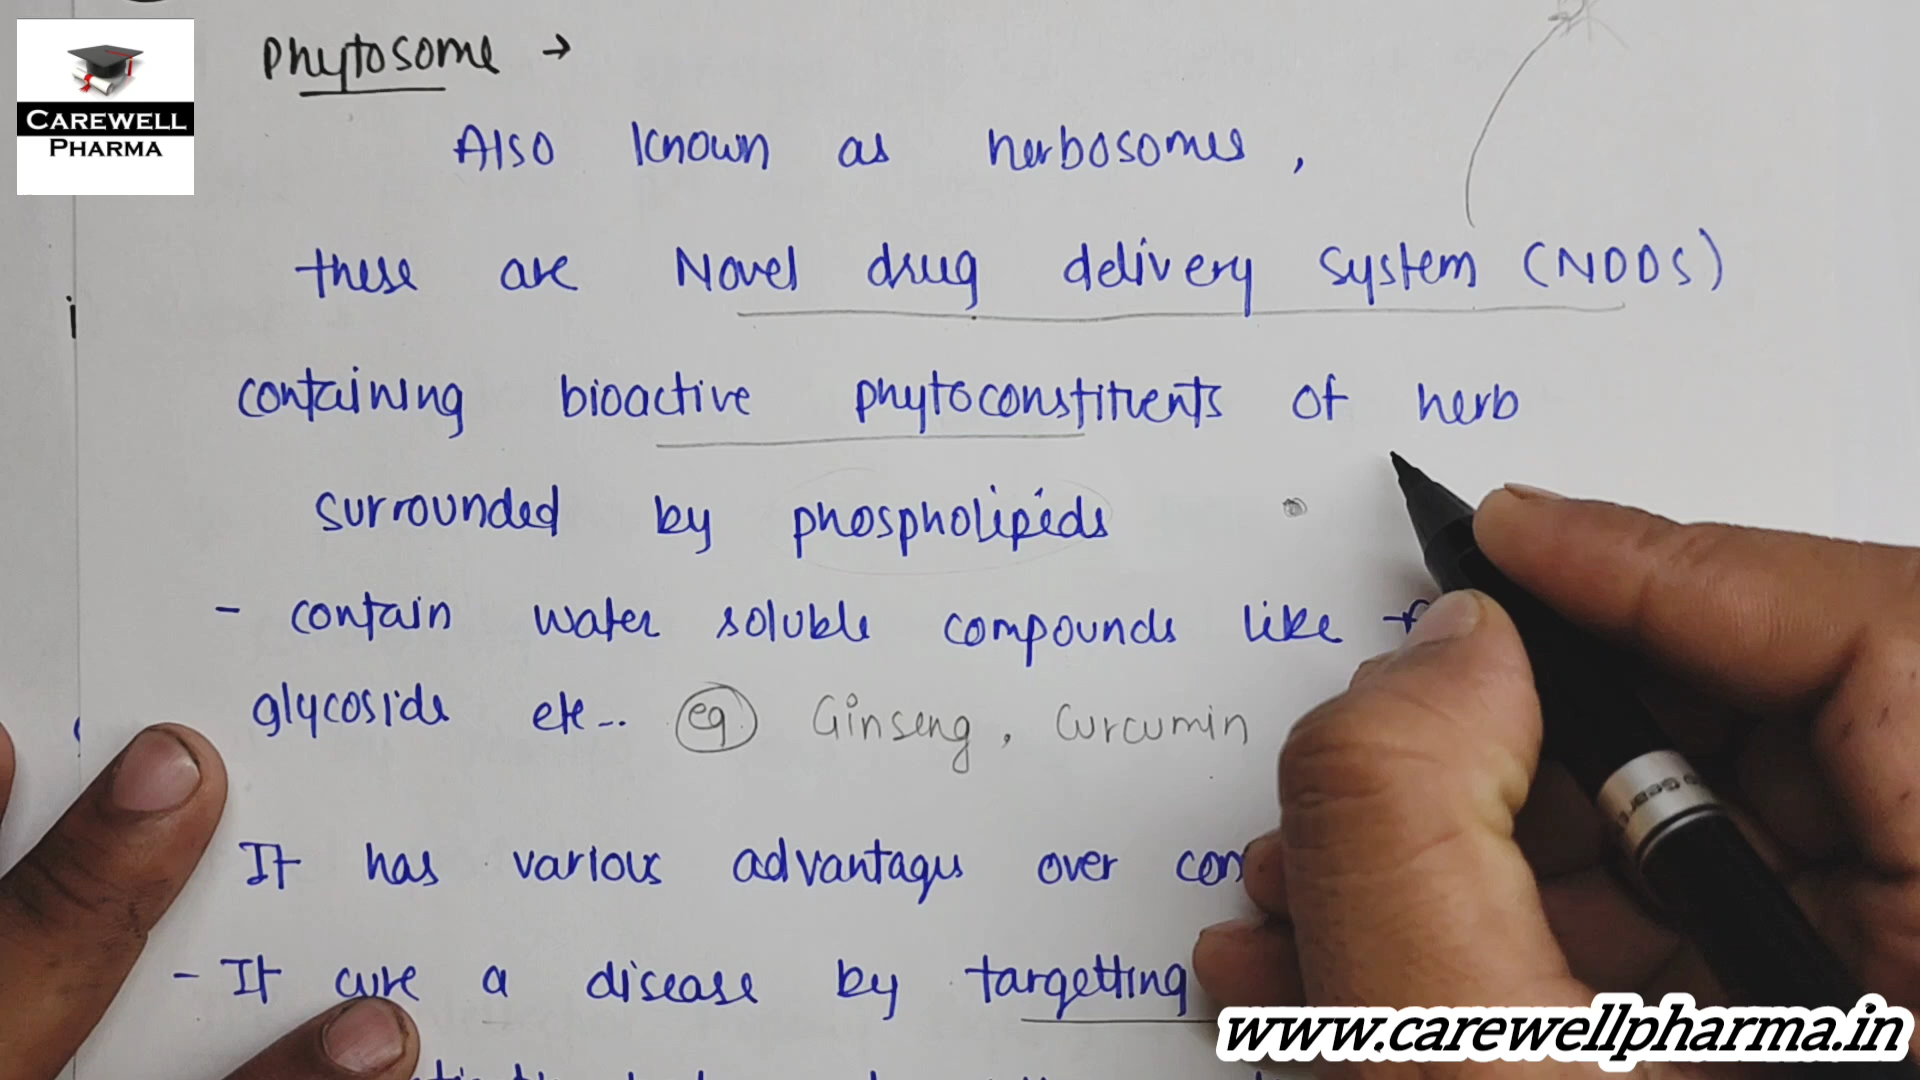 CAREWELL
PHARMA
Phytosome →
Also known as herbosomes,
these are Novel drug delivery system (NDDS)
containing bioactive phytoconstituents of herb
surrounded by phospholipids
- contain water soluble compounds like
glycoside etc... eg. Ginseng, Curcumin
It has various advantages over
- It cure a disease by targetting
www.carewellpharma.in